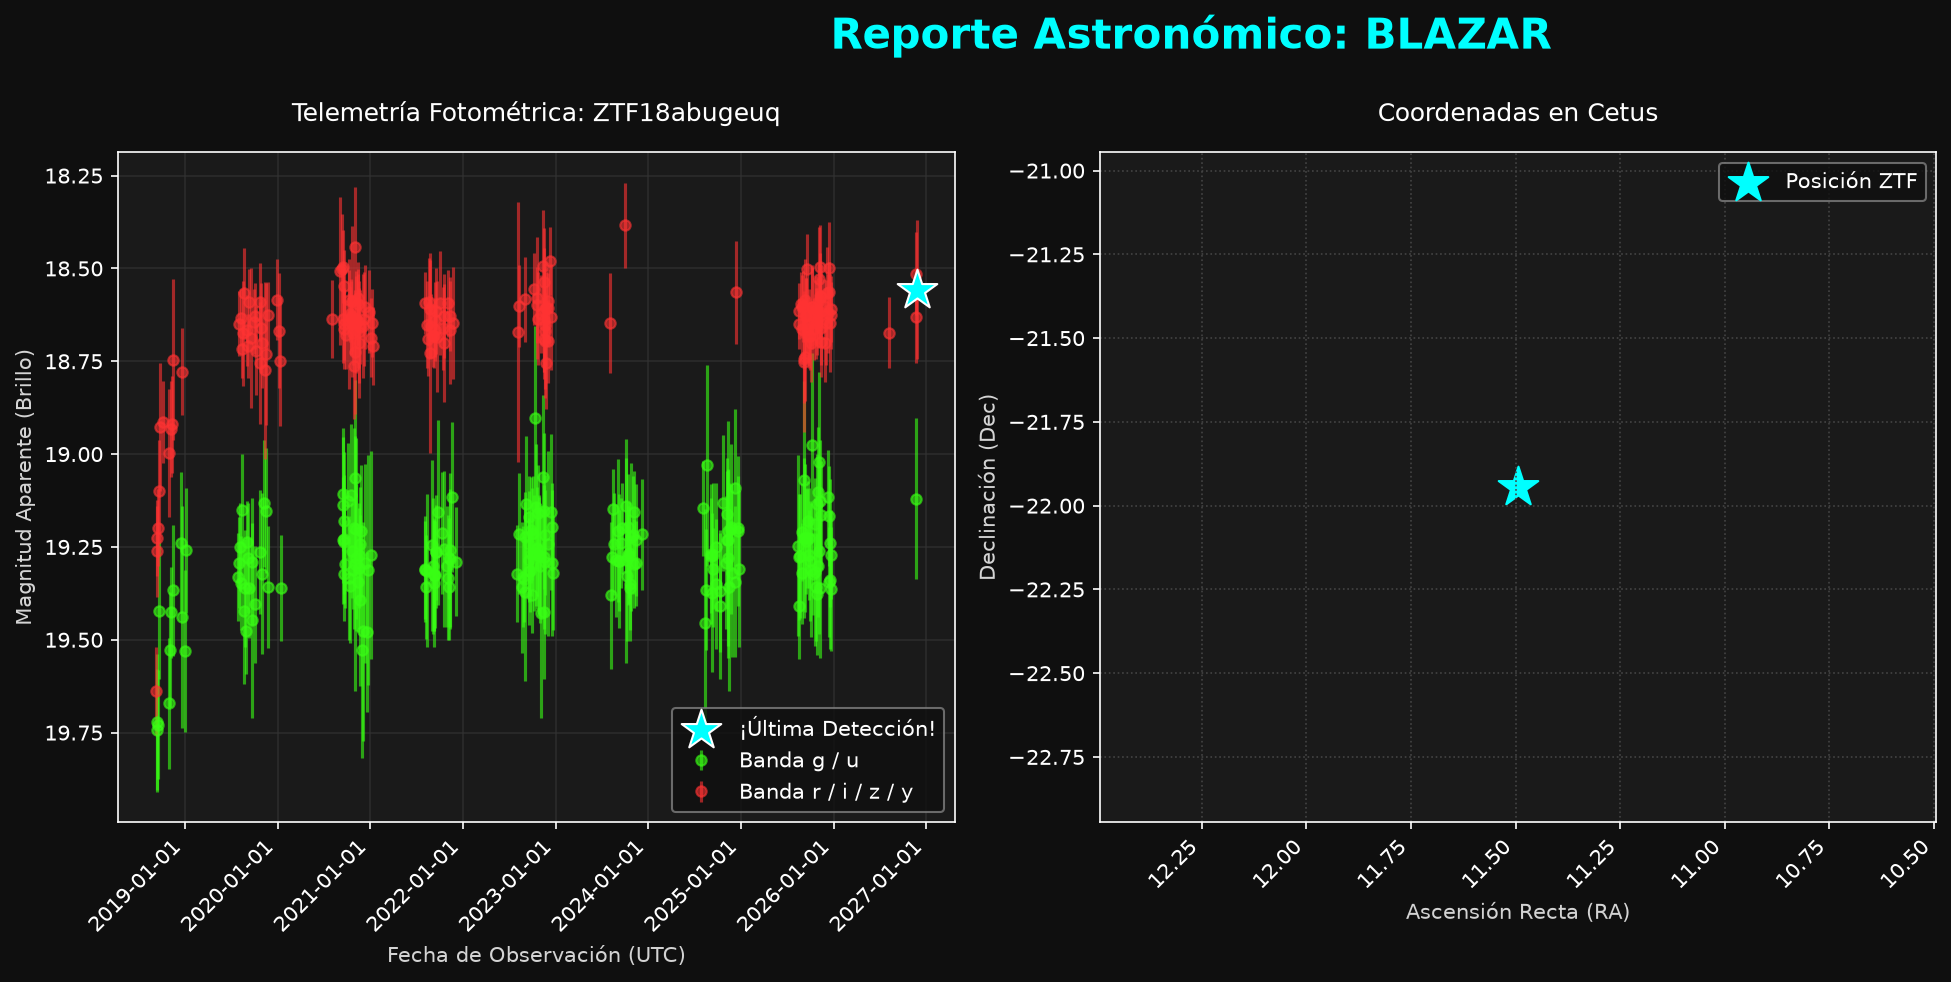 Reporte Astronómico: BLAZAR
Telemetría Fotométrica: ZTF18abugeuq
Magnitud Aparente (Brillo)
18.25
18.50
18.75
19.00
19.25
19.50
19.75
¡Última Detección!
Banda g / u
Banda r / i / z / y
2019-01-01
2020-01-01
2021-01-01
2022-01-01
2023-01-01
2024-01-01
2025-01-01
2026-01-01
2027-01-01
Fecha de Observación (UTC)
Coordenadas en Cetus
Declinación (Dec)
−21.00
−21.25
−21.50
−21.75
−22.00
−22.25
−22.50
−22.75
Posición ZTF
12.25
12.00
11.75
11.50
11.25
11.00
10.75
10.50
Ascensión Recta (RA)